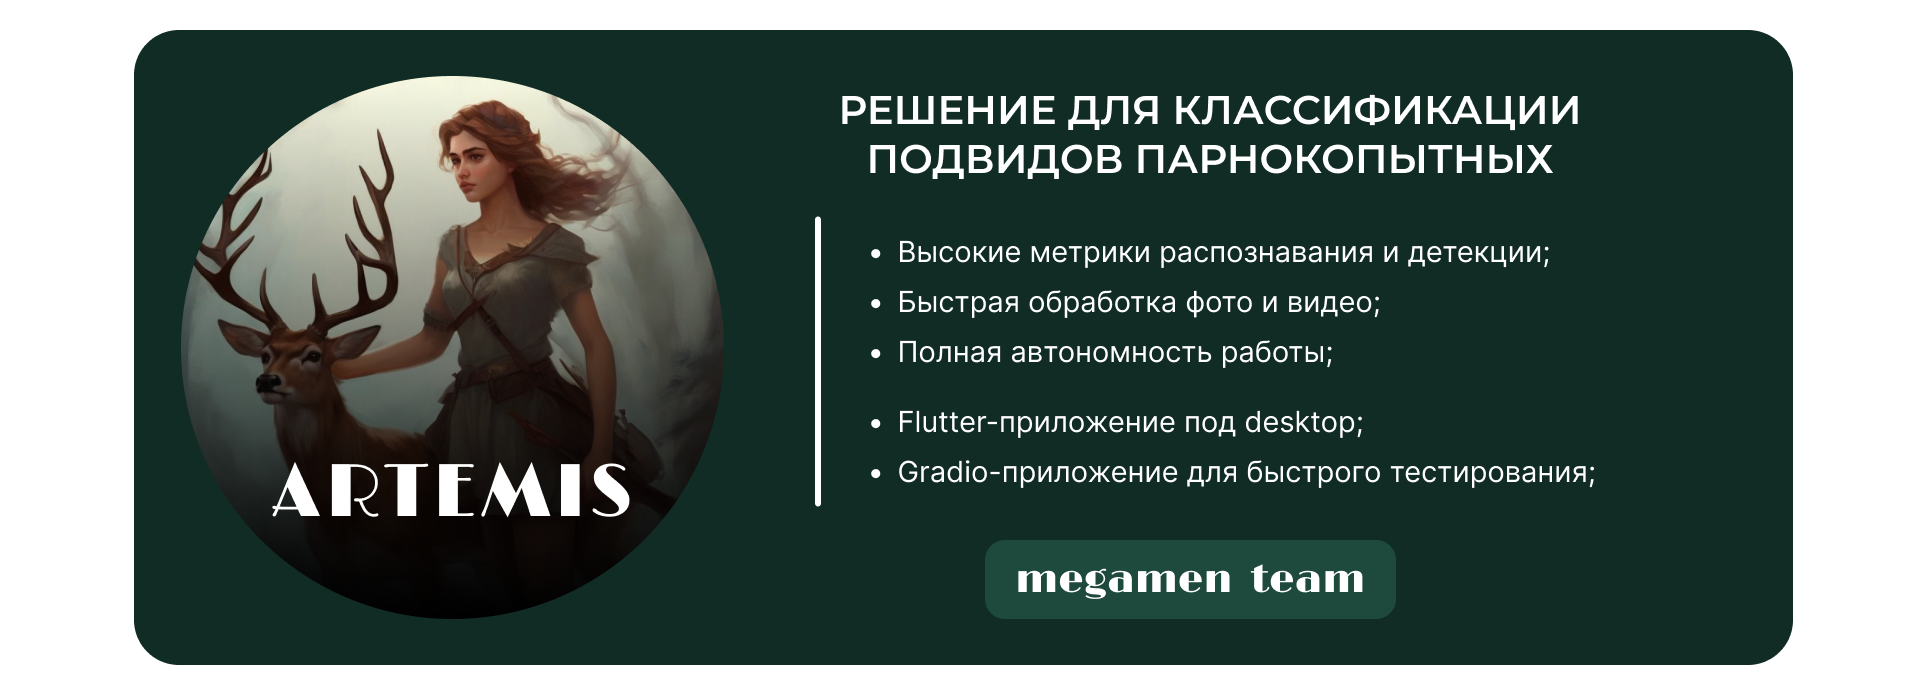 ARTEMIS
РЕШЕНИЕ ДЛЯ КЛАССИФИКАЦИИ
ПОДВИДОВ ПАРНОКОПЫТНЫХ
• Высокие метрики распознавания и детекции;
• Быстрая обработка фото и видео;
• Полная автономность работы;
• Flutter-приложение под desktop;
• Gradio-приложение для быстрого тестирования;
megamen team